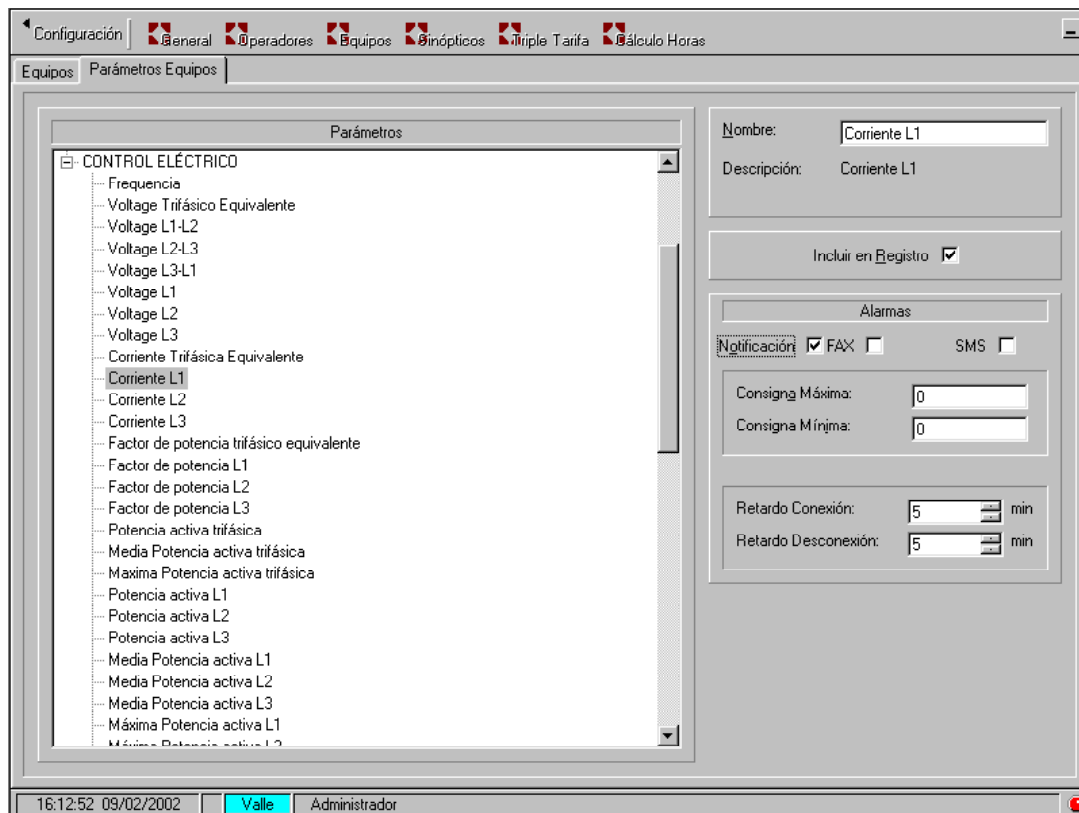 Configuración General Operadores Equipos Sinópticos Triple Tarifa Cálculo Horas
Equipos Parámetros Equipos
Parámetros
CONTROL ELÉCTRICO
Frequencia
Voltage Trifásico Equivalente
Voltage L1-L2
Voltage L2-L3
Voltage L3-L1
Voltage L1
Voltage L2
Voltage L3
Corriente Trifásica Equivalente
Corriente L1
Corriente L2
Corriente L3
Factor de potencia trifásico equivalente
Factor de potencia L1
Factor de potencia L2
Factor de potencia L3
Potencia activa trifásica
Media Potencia activa trifásica
Maxima Potencia activa trifásica
Potencia activa L1
Potencia activa L2
Potencia activa L3
Media Potencia activa L1
Media Potencia activa L2
Media Potencia activa L3
Máxima Potencia activa L1
Máxima Potencia activa L2
Nombre: Corriente L1
Descripción: Corriente L1
Incluir en Registro
Alarmas
Notificación FAX SMS
Consigna Máxima: 0
Consigna Mínima: 0
Retardo Conexión: 5 min
Retardo Desconexión: 5 min
16:12:52 09/02/2002 Valle Administrador